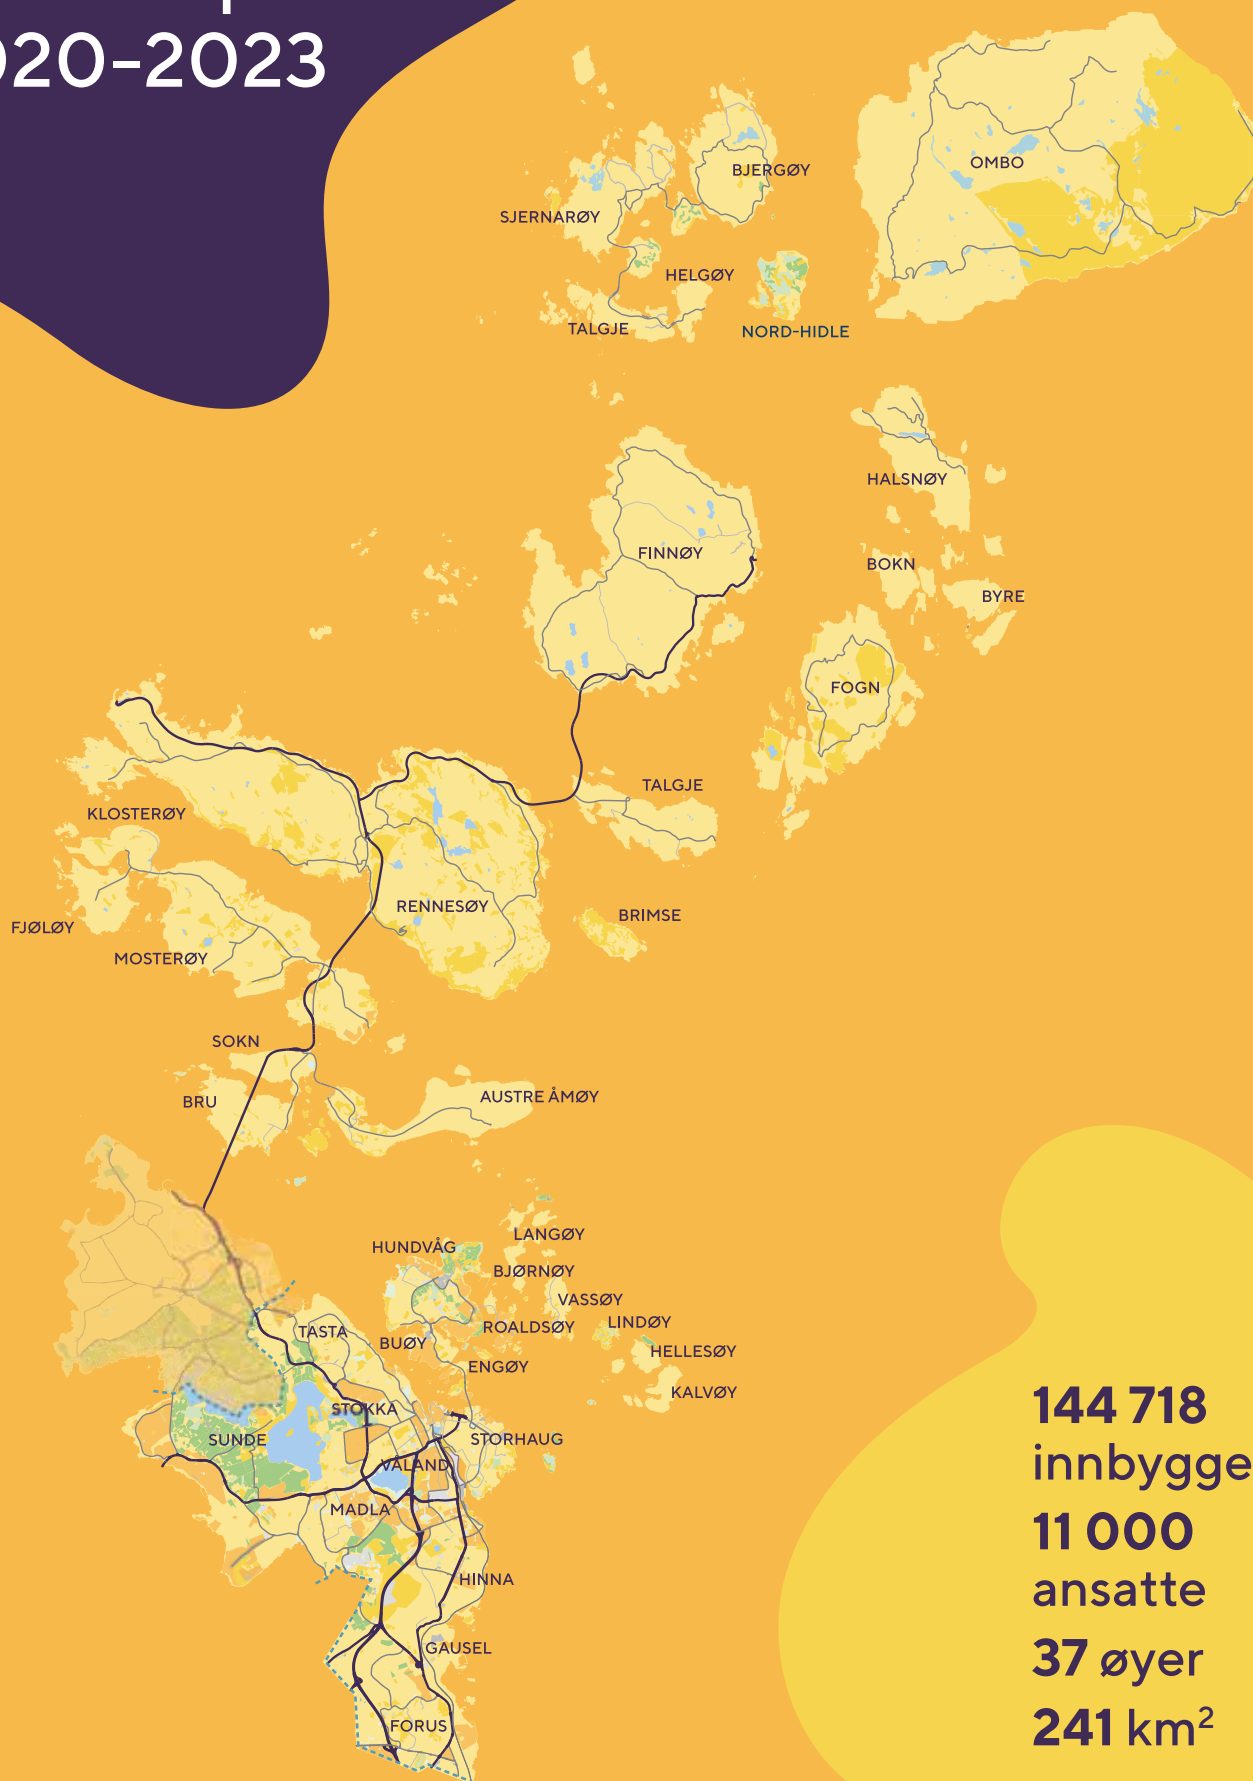 020-2023
BJERGØY
OMBO
SJERNARØY
HELGØY
TALGJE
NORD-HIDLE
HALSNØY
FINNØY
BOKN
BYRE
FOGN
TALGJE
KLOSTERØY
RENNESØY
BRIMSE
FJØLØY
MOSTERØY
SOKN
BRU
AUSTRE ÅMØY
LANGØY
HUNDVÅG
BJØRNØY
VASSØY
LINDØY
ROALDSØY
TASTA
BUØY
HELLESØY
ENGØY
KALVØY
STOKKA
SUNDE
STORHAUG
VÅLAND
MADLA
HINNA
GAUSEL
FORUS
144 718
innbygge
11 000
ansatte
37 øyer
241 km²